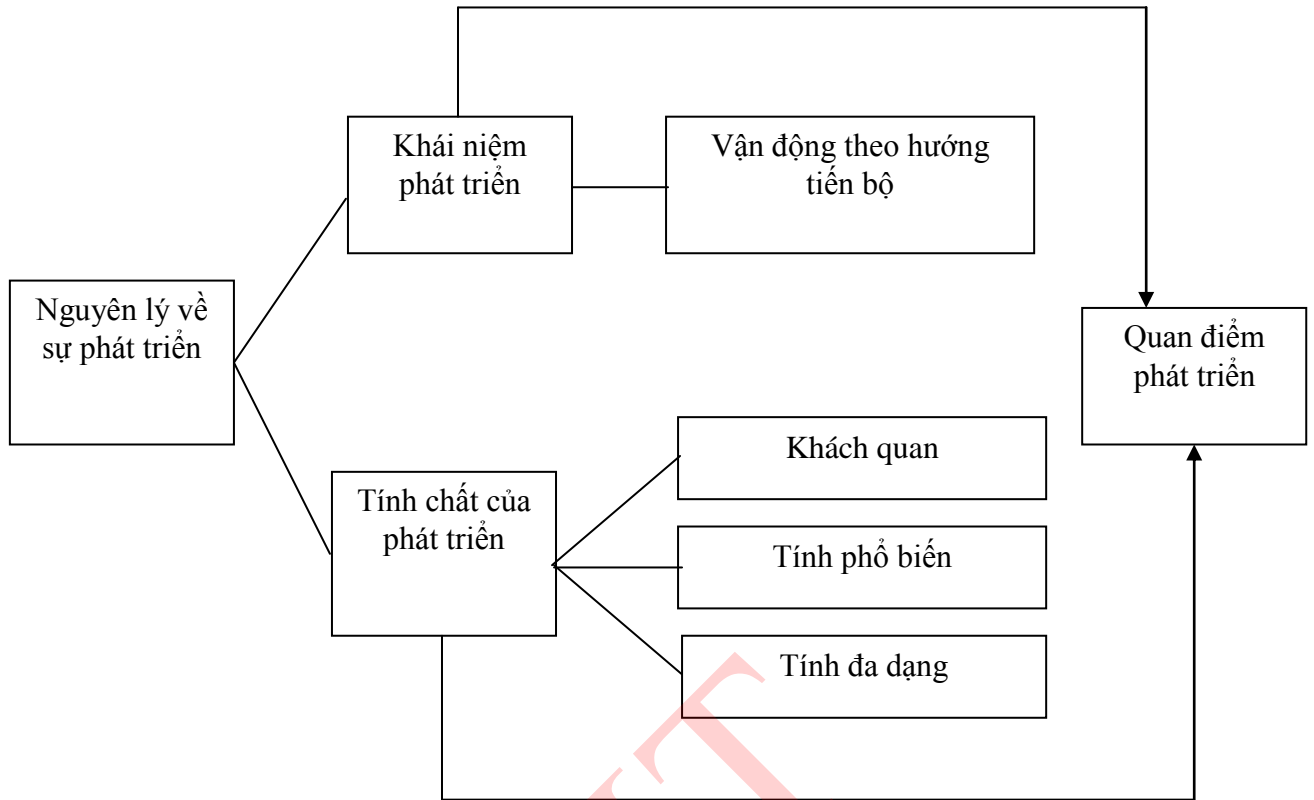 Khái niệm
phát triển
Vận động theo hướng
tiến bộ
Nguyên lý về
sự phát triển
Quan điểm
phát triển
Tính chất của
phát triển
Khách quan
Tính phổ biến
Tính đa dạng